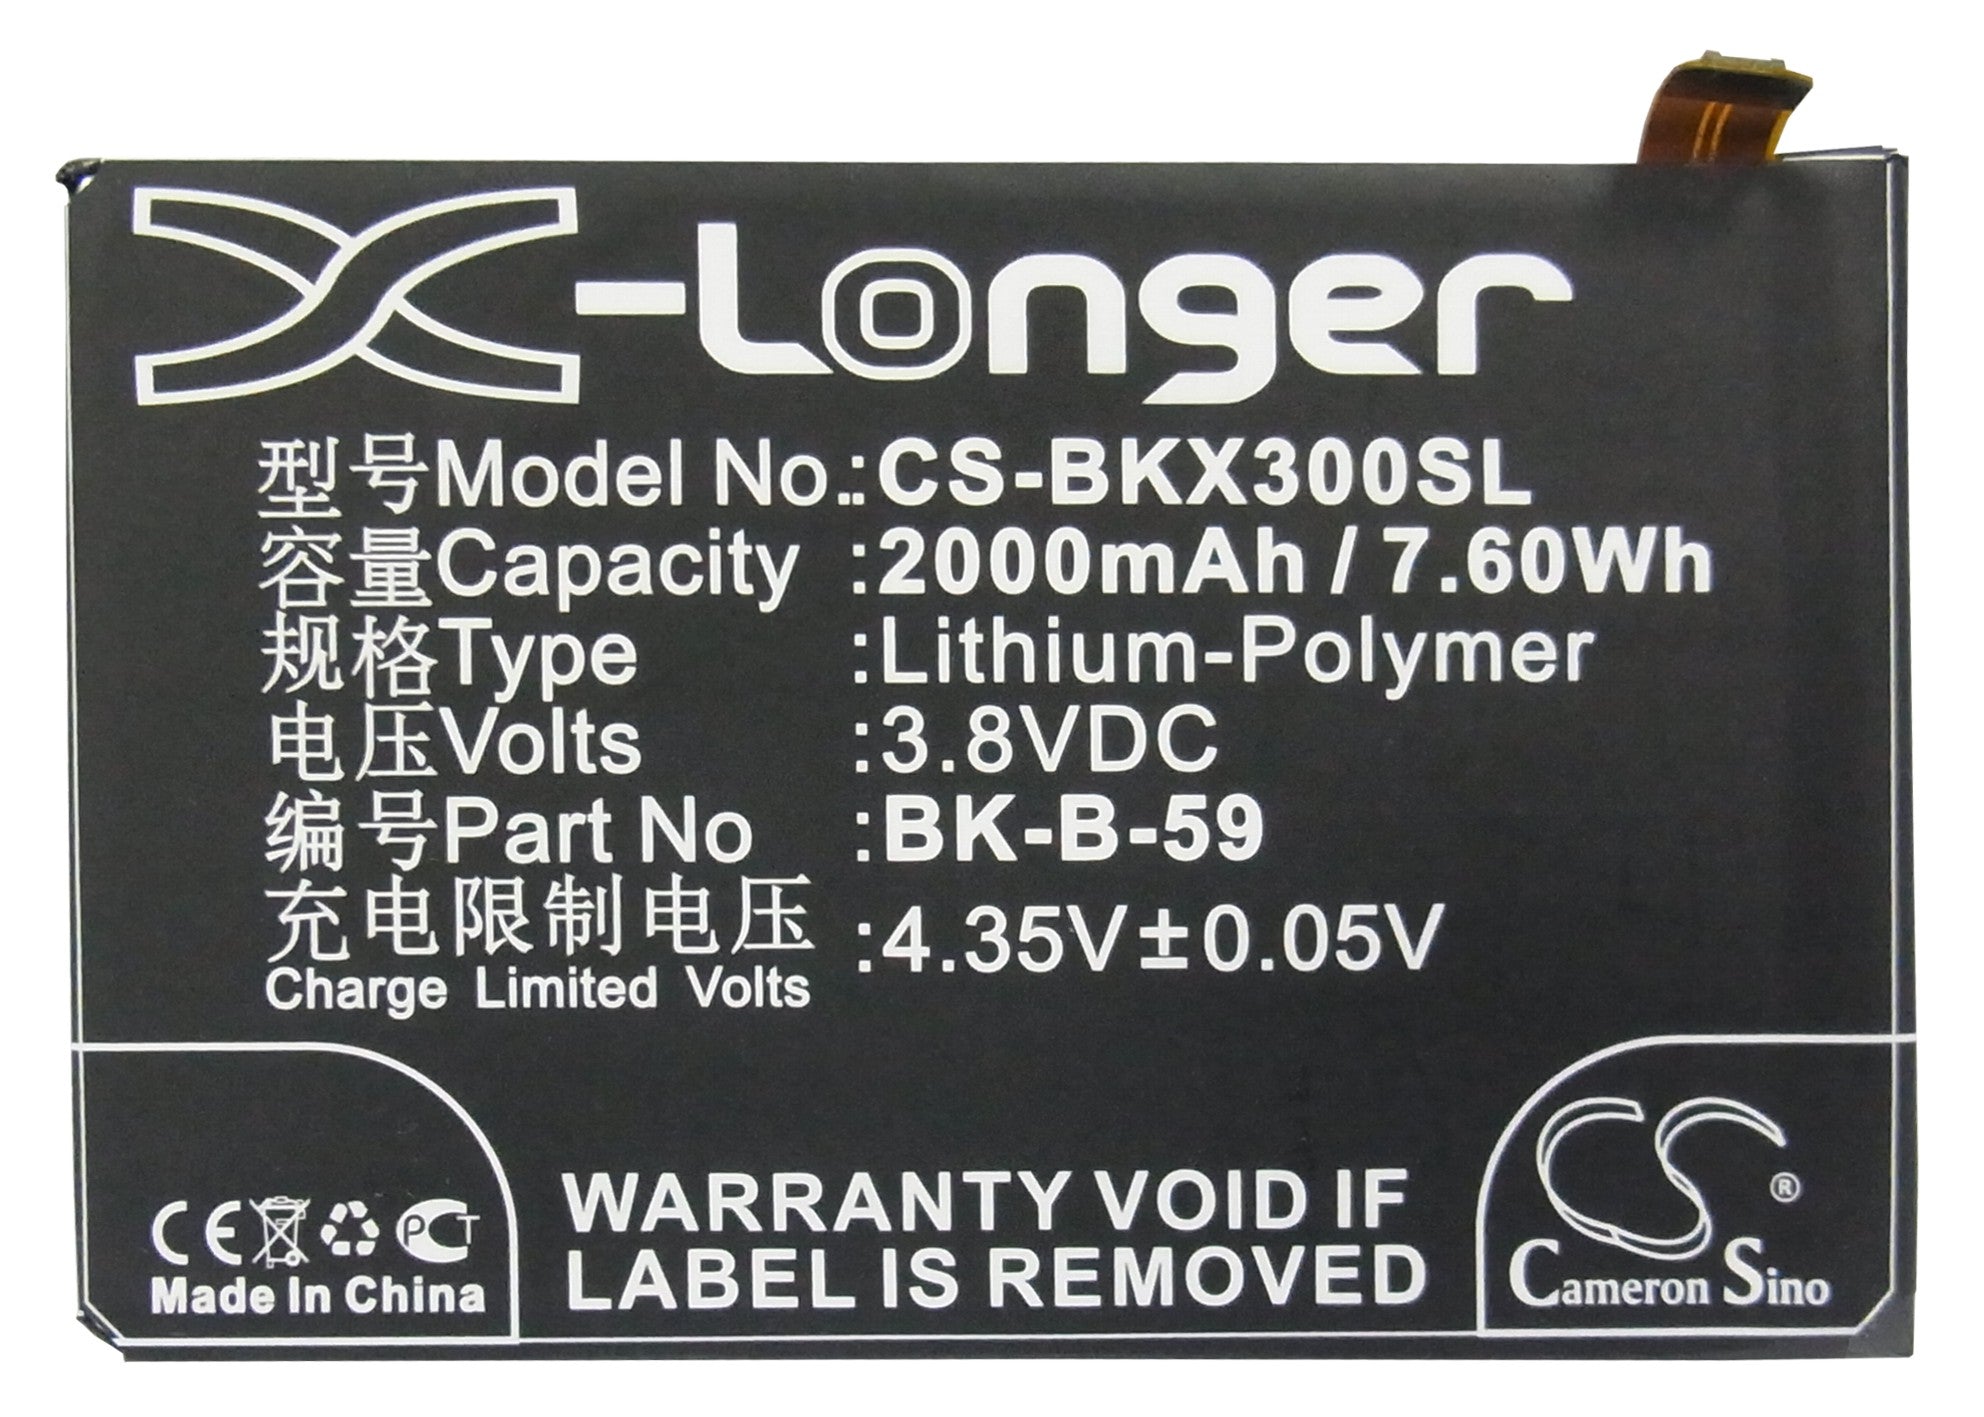 X-Longer
型号Model No.:CS-BKX300SL
容量Capacity :2000mAh / 7.60Wh
规格Type :Lithium-Polymer
电压Volts :3.8VDC
编号Part No :BK-B-59
充电限制电压 :4.35V±0.05V
Charge Limited Volts
CE PCT
Made In China
WARRANTY VOID IF
LABEL IS REMOVED
CS®
Cameron Sino